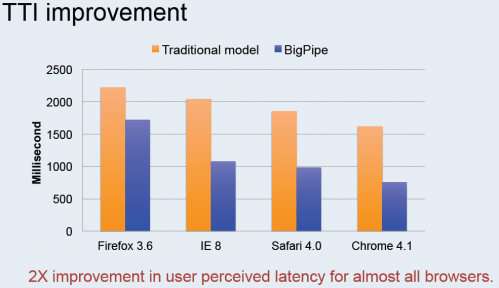 TTI improvement
Traditional model BigPipe
2500
2000
1500
1000
500
0
Millisecond
Firefox 3.6 IE 8 Safari 4.0 Chrome 4.1
2X improvement in user perceived latency for almost all browsers.